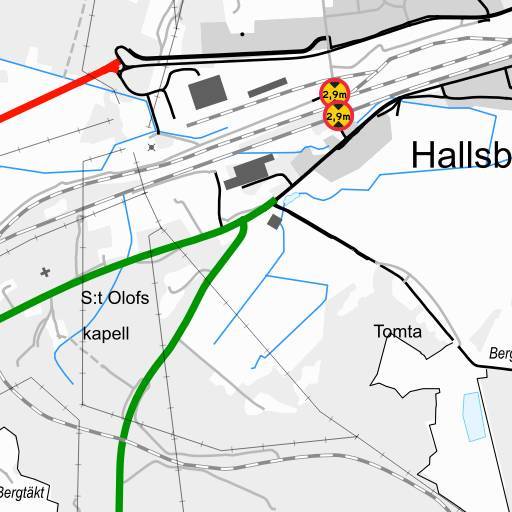 2,9m
2,9m
Hallsb
S:t Olofs
kapell
Tomta
Berg
Bergtäkt